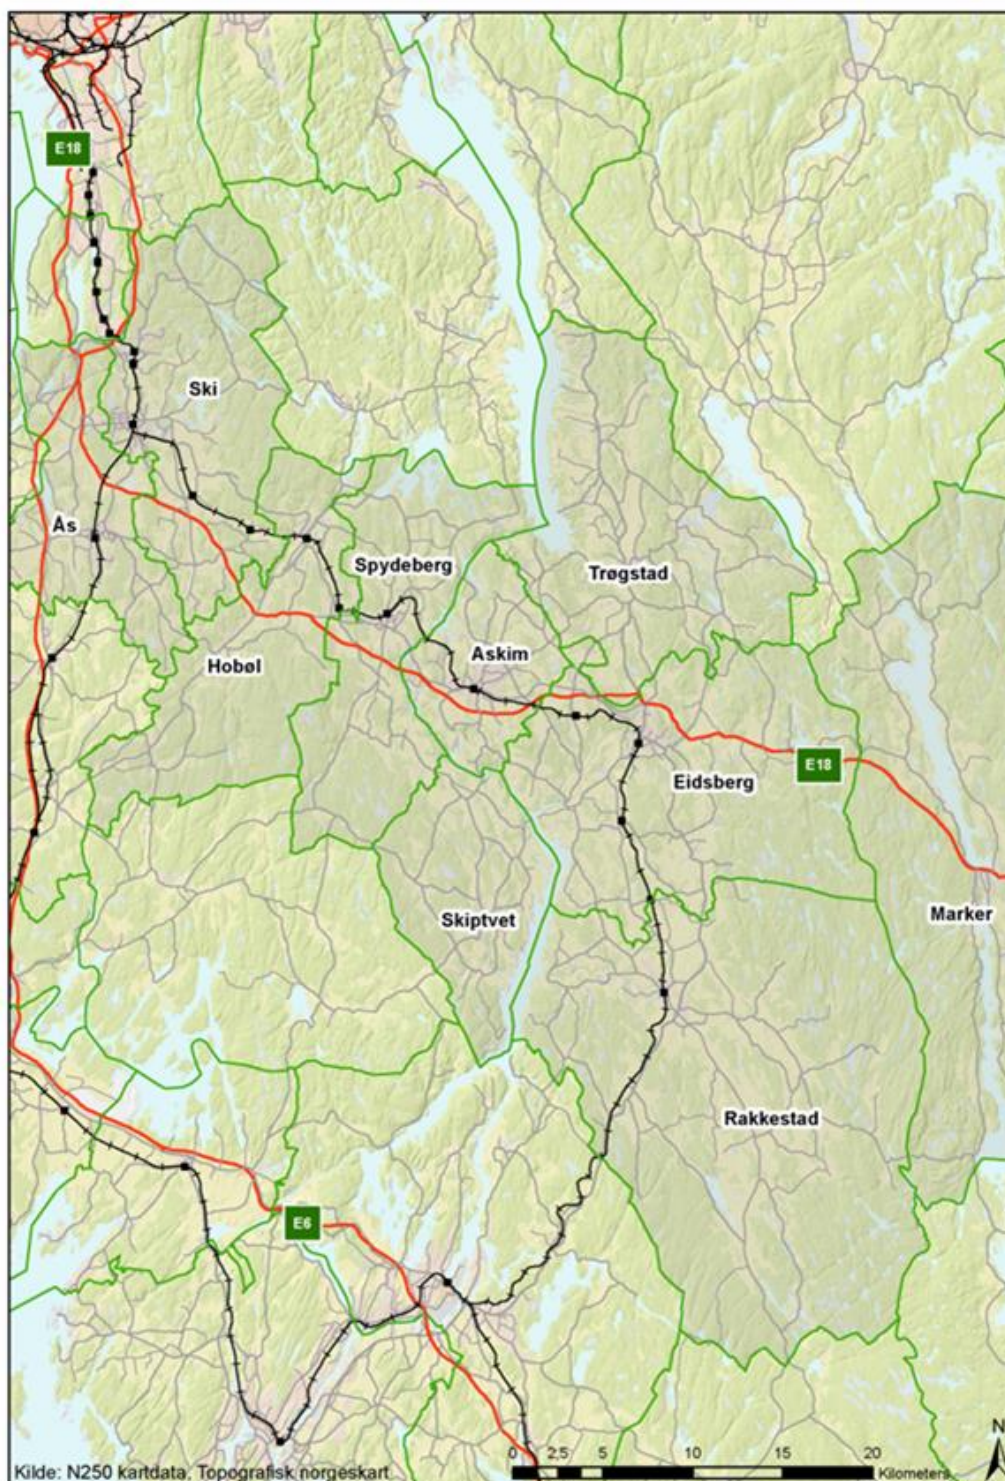 E18
Ski
Ås
Spydeberg
Trøgstad
Askim
Hobøl
E18
Eidsberg
Marker
Skiptvet
Rakkestad
E6
N
0 2,5 5 10 15 20
Kilometers
Kilde: N250 kartdata, Topografisk norgeskart